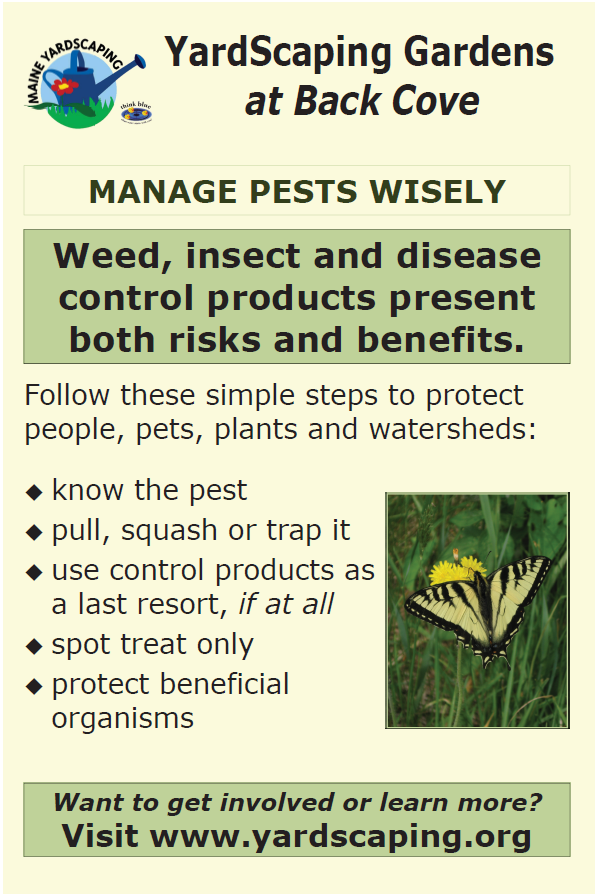 MAINE YARDSCAPING
think blue
YardScaping Gardens
at Back Cove
MANAGE PESTS WISELY
Weed, insect and disease
control products present
both risks and benefits.
Follow these simple steps to protect
people, pets, plants and watersheds:
◆ know the pest
◆ pull, squash or trap it
◆ use control products as
a last resort, if at all
◆ spot treat only
◆ protect beneficial
organisms
Want to get involved or learn more?
Visit www.yardscaping.org